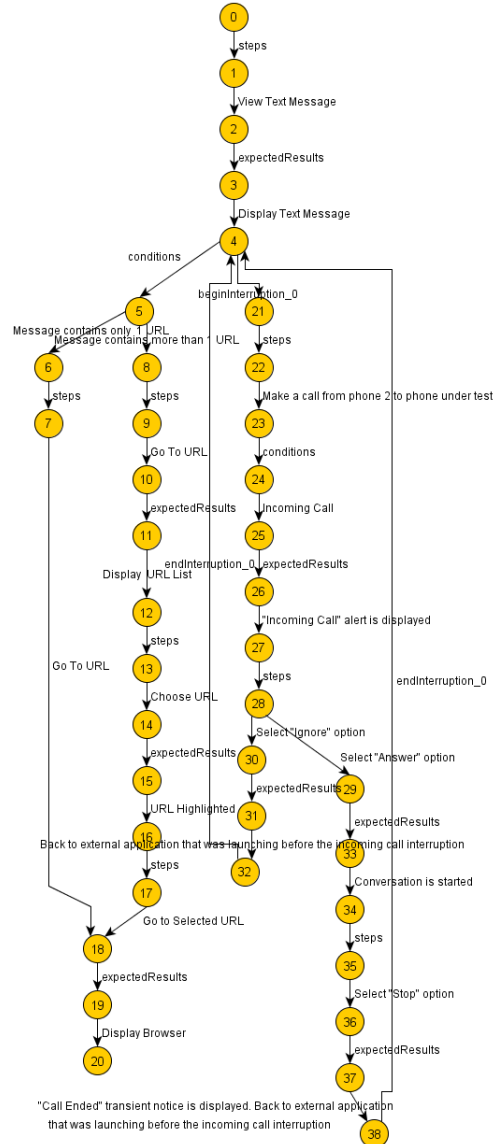 0
steps
1
View Text Message
2
expectedResults
3
Display Text Message
4
conditions
beginInterruption_0
5
21
Message contains only 1 URL
Message contains more than 1 URL
steps
6
8
22
steps
steps
Make a call from phone 2 to phone under test
7
9
23
Go To URL
conditions
10
24
expectedResults
Incoming Call
11
25
endInterruption_0
expectedResults
Display URL List
26
12
"Incoming Call" alert is displayed
steps
27
13
Go To URL
steps
endInterruption_0
Choose URL
28
14
Select "Ignore" option
expectedResults
30
Select "Answer" option
15
expectedResults
29
URL Highlighted
31
expectedResults
16
Back to external application that was launching before the incoming call interruption
33
steps
32
Conversation is started
17
34
Go to Selected URL
steps
18
35
expectedResults
Select "Stop" option
19
36
Display Browser
expectedResults
20
37
"Call Ended" transient notice is displayed. Back to external application
that was launching before the incoming call interruption
38